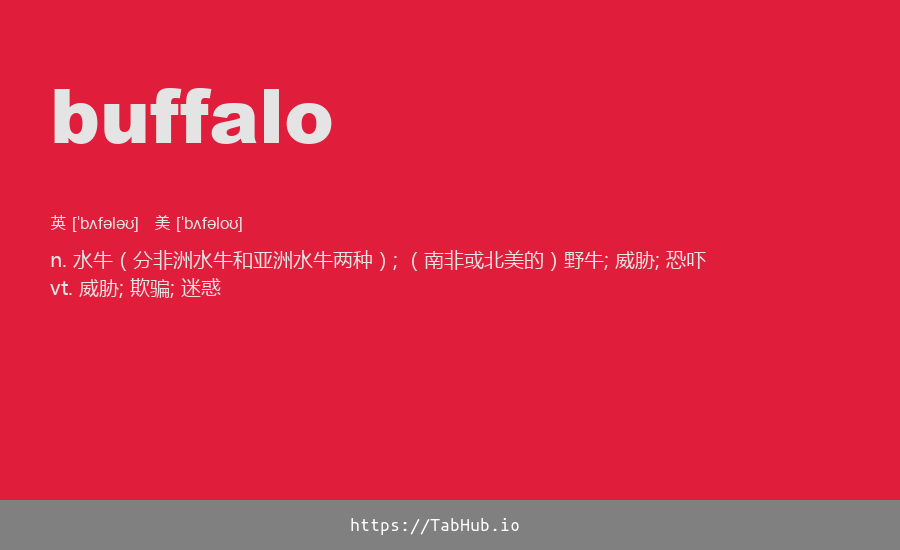 buffalo
英 ['bʌfələʊ] 美 ['bʌfəloʊ]
n. 水牛（分非洲水牛和亚洲水牛两种）; （南非或北美的）野牛; 威胁; 恐吓
vt. 威胁; 欺骗; 迷惑
https://TabHub.io